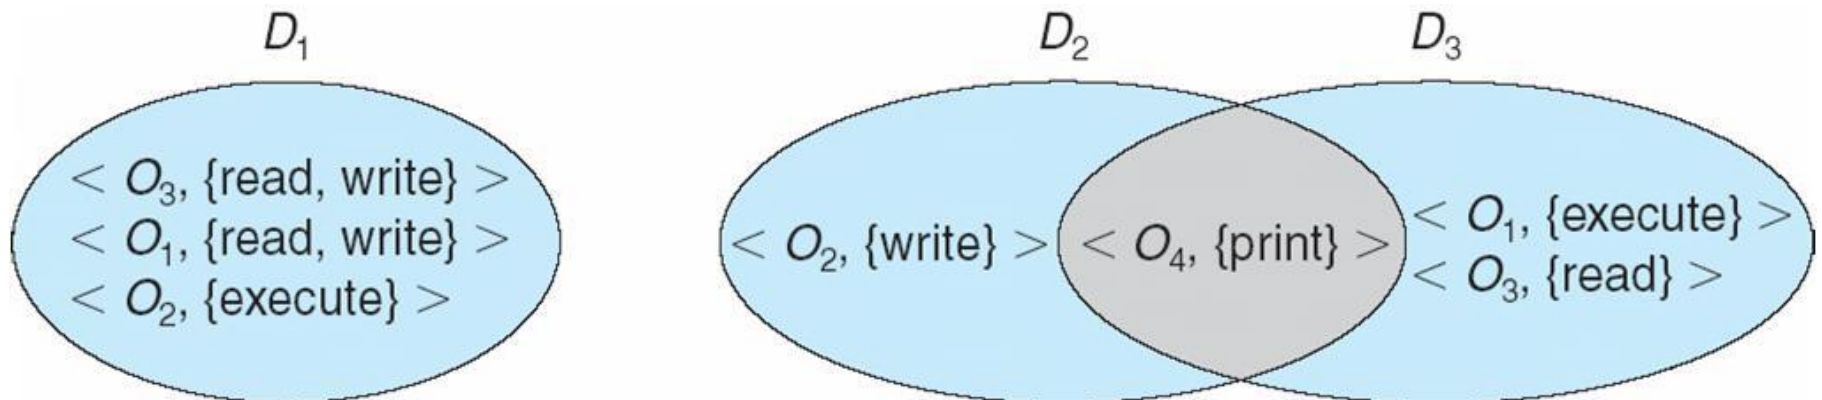 D₁
< O₃, {read, write} >
< O₁, {read, write} >
< O₂, {execute} >
D₂
D₃
< O₂, {write} >
< O₄, {print} >
< O₁, {execute} >
< O₃, {read} >